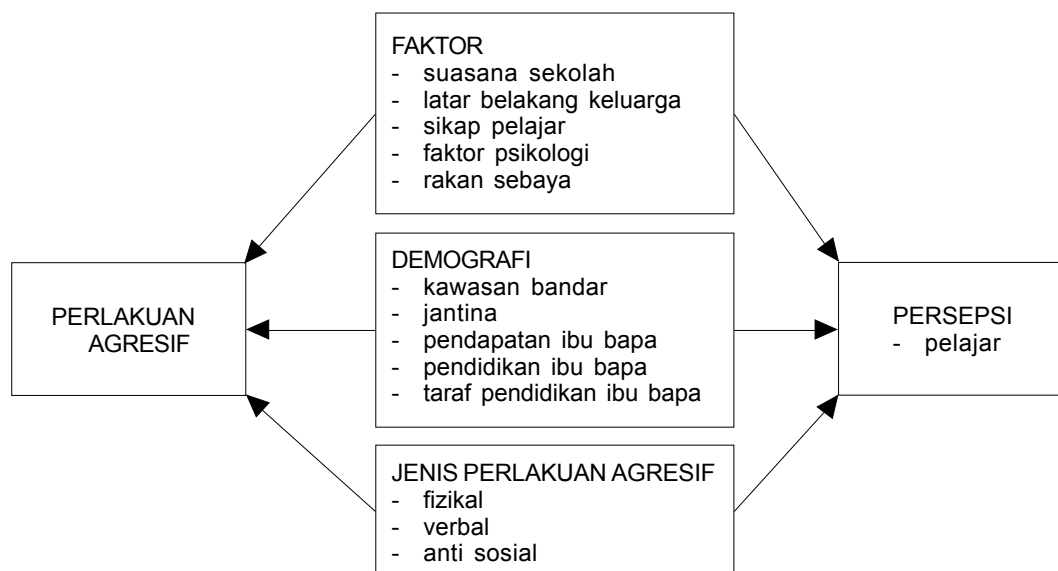 FAKTOR
- suasana sekolah
- latar belakang keluarga
- sikap pelajar
- faktor psikologi
- rakan sebaya
PERLAKUAN
AGRESIF
DEMOGRAFI
- kawasan bandar
- jantina
- pendapatan ibu bapa
- pendidikan ibu bapa
- taraf pendidikan ibu bapa
PERSEPSI
- pelajar
JENIS PERLAKUAN AGRESIF
- fizikal
- verbal
- anti sosial